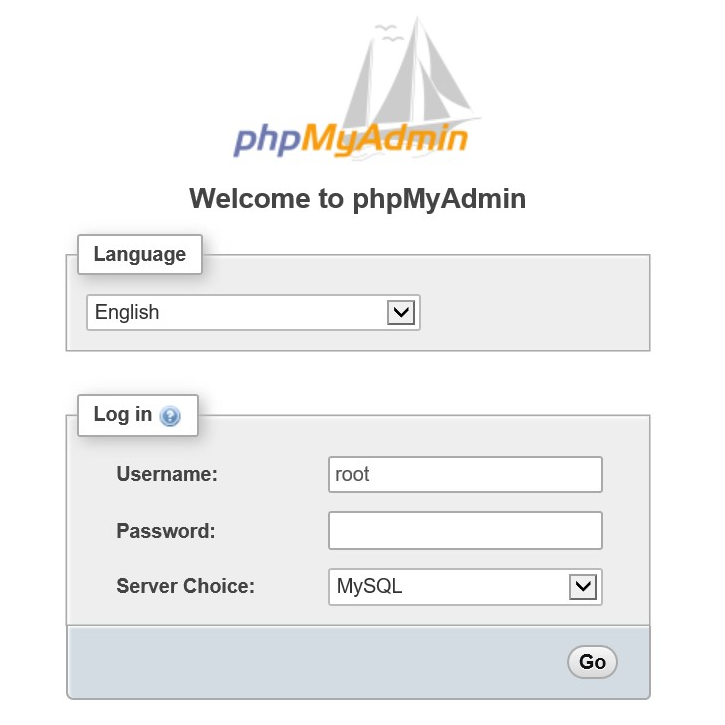 phpMyAdmin
Welcome to phpMyAdmin
Language
English
Log in ?
Username: root
Password:
Server Choice: MySQL
Go